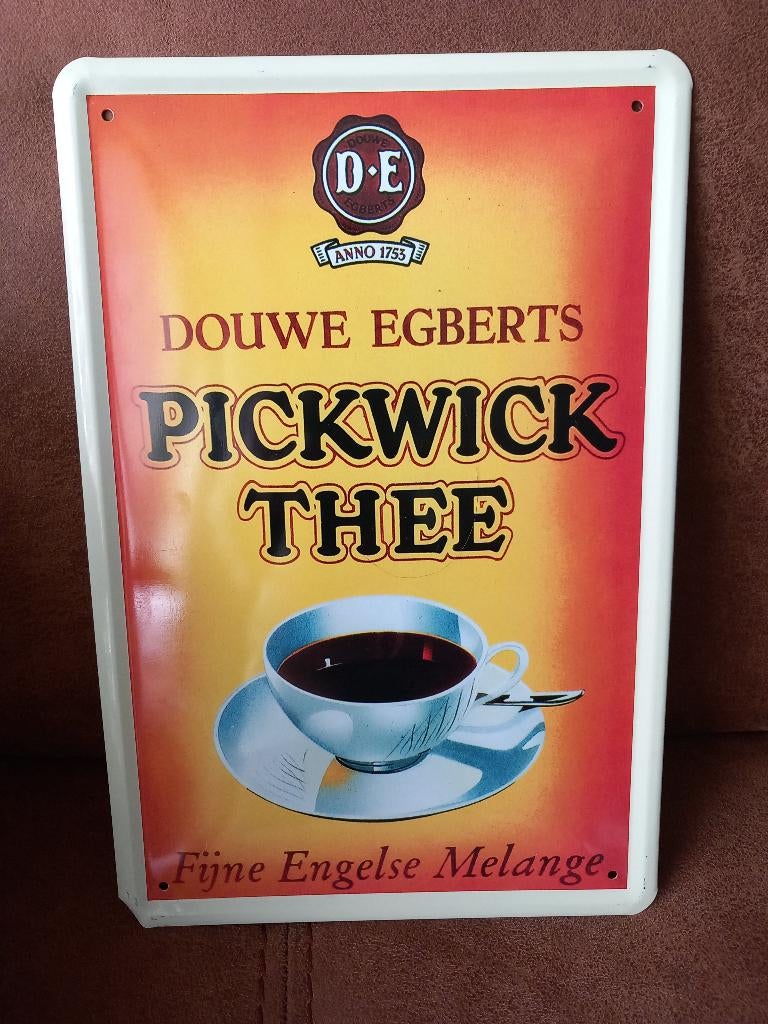 DOUWE
D·E
EGBERTS
ANNO 1753
DOUWE EGBERTS
PICKWICK
THEE
Fijne Engelse Melange